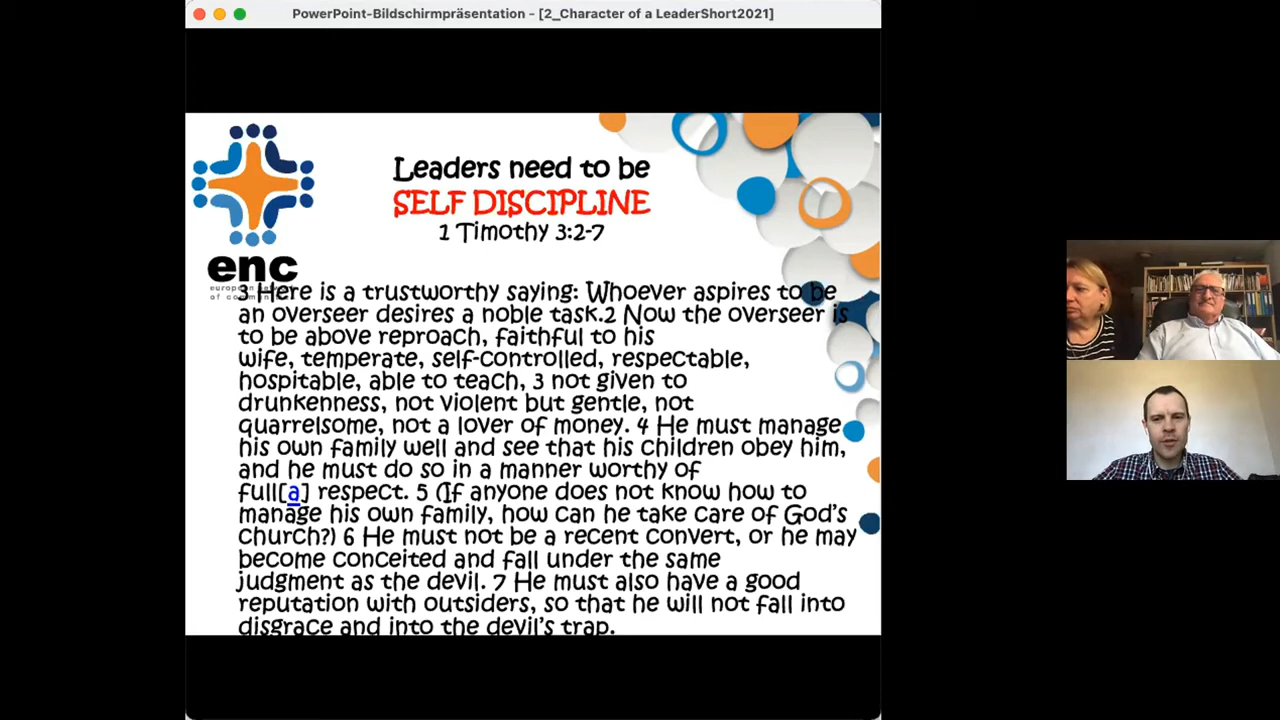 PowerPoint-Bildschirmpräsentation - [2_Character of a LeaderShort2021]
Leaders need to be
SELF DISCIPLINE
1 Timothy 3:2-7
enc
european
of
3 Here is a trustworthy saying: Whoever aspires to be
an overseer desires a noble task.2 Now the overseer is
to be above reproach, faithful to his
wife, temperate, self-controlled, respectable,
hospitable, able to teach, 3 not given to
drunkenness, not violent but gentle, not
quarrelsome, not a lover of money. 4 He must manage
his own family well and see that his children obey him,
and he must do so in a manner worthy of
full[a] respect. 5 (If anyone does not know how to
manage his own family, how can he take care of God's
church?) 6 He must not be a recent convert, or he may
become conceited and fall under the same
judgment as the devil. 7 He must also have a good
reputation with outsiders, so that he will not fall into
disgrace and into the devil's trap.